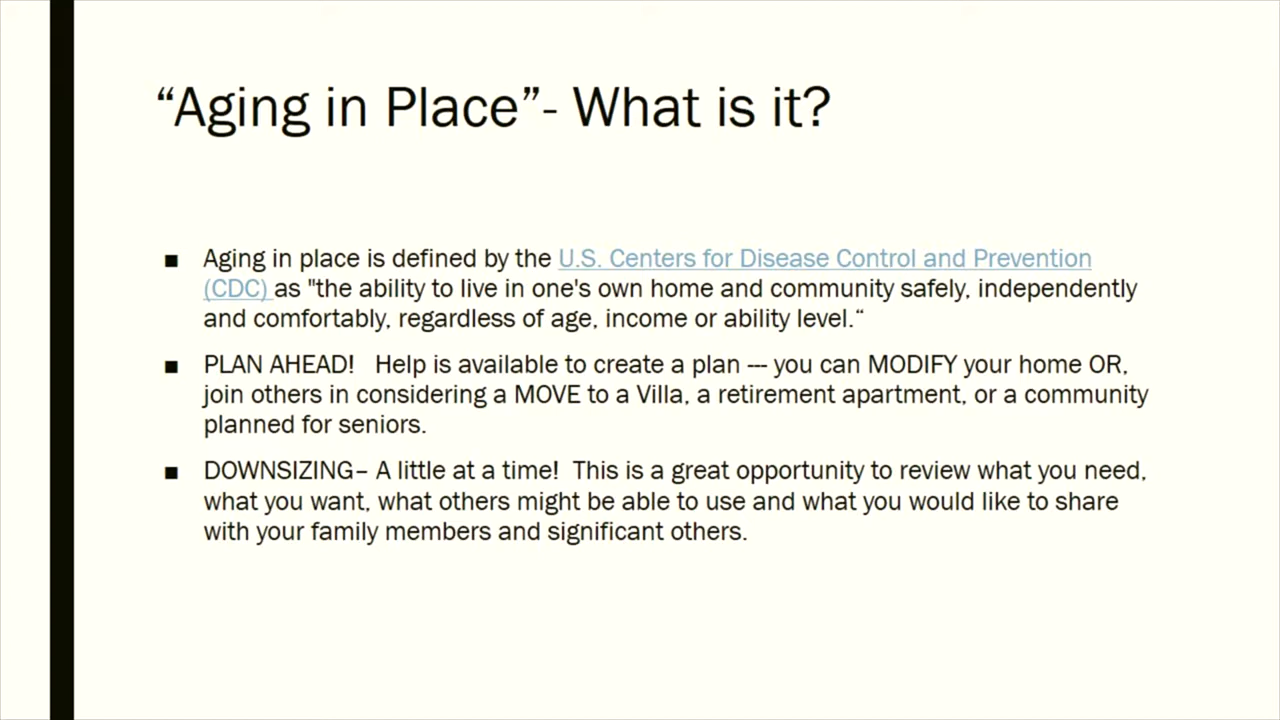 “Aging in Place”- What is it?
■ Aging in place is defined by the U.S. Centers for Disease Control and Prevention
(CDC) as "the ability to live in one's own home and community safely, independently
and comfortably, regardless of age, income or ability level.“
■ PLAN AHEAD! Help is available to create a plan --- you can MODIFY your home OR,
join others in considering a MOVE to a Villa, a retirement apartment, or a community
planned for seniors.
■ DOWNSIZING– A little at a time! This is a great opportunity to review what you need,
what you want, what others might be able to use and what you would like to share
with your family members and significant others.